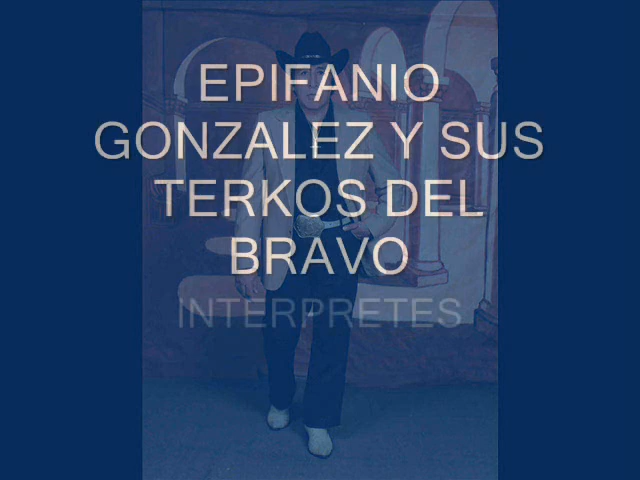 EPIFANIO
GONZALEZ Y SUS
TERKOS DEL
BRAVO
INTERPRETES